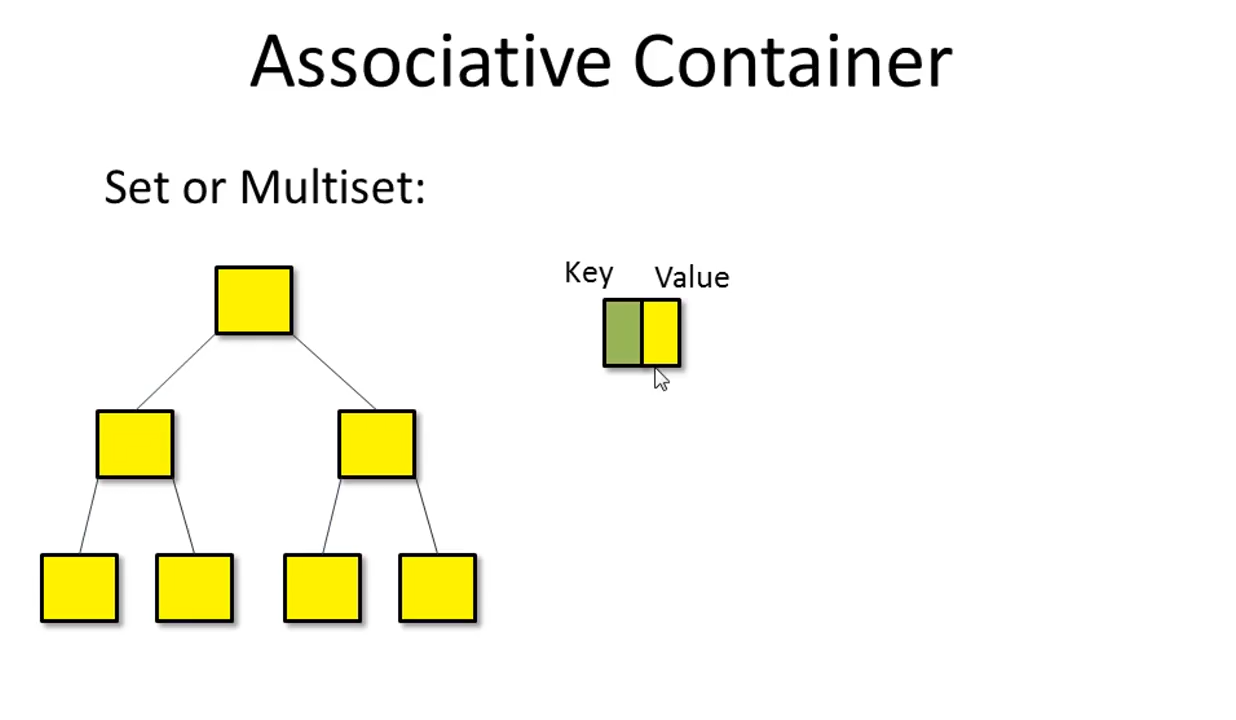 Associative Container
Set or Multiset:
Key Value